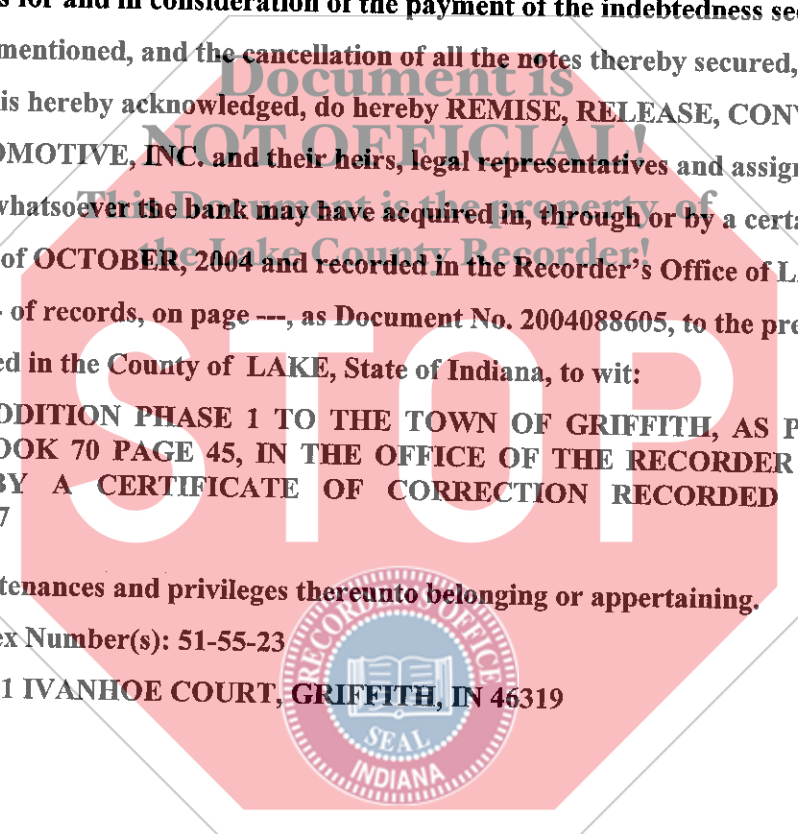 s for and in consideration of the payment of the indebtedness sec
mentioned, and the cancellation of all the notes thereby secured,
Document is
is hereby acknowledged, do hereby REMISE, RELEASE, CONV
NOT OFFICIAL!
OMOTIVE, INC. and their heirs, legal representatives and assign
This Document is the property of
whatsoever the bank may have acquired in, through or by a certa
the Lake County Recorder!
of OCTOBER, 2004 and recorded in the Recorder's Office of L
- of records, on page ---, as Document No. 2004088605, to the pre
ed in the County of LAKE, State of Indiana, to wit:
STOP
DDITION PHASE 1 TO THE TOWN OF GRIFFITH, AS P
OOK 70 PAGE 45, IN THE OFFICE OF THE RECORDER
BY A CERTIFICATE OF CORRECTION RECORDED
7
tenances and privileges thereunto belonging or appertaining.
ex Number(s): 51-55-23
1 IVANHOE COURT, GRIFFITH, IN 46319
RECORDER'S OFFICE
SEAL
INDIANA